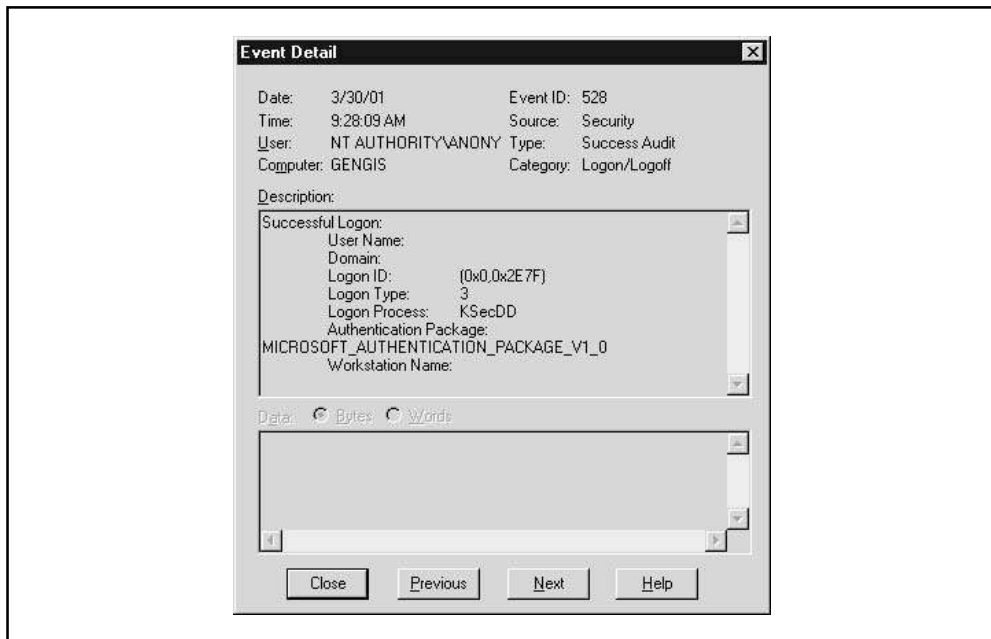 Event Detail
Date: 3/30/01 Event ID: 528
Time: 9:28:09 AM Source: Security
User: NT AUTHORITY\ANONY Type: Success Audit
Computer: GENGIS Category: Logon/Logoff
Description:
Successful Logon:
User Name:
Domain:
Logon ID: (0x0,0x2E7F)
Logon Type: 3
Logon Process: KSecDD
Authentication Package:
MICROSOFT_AUTHENTICATION_PACKAGE_V1_0
Workstation Name:
Data: Bytes Words
Close Previous Next Help